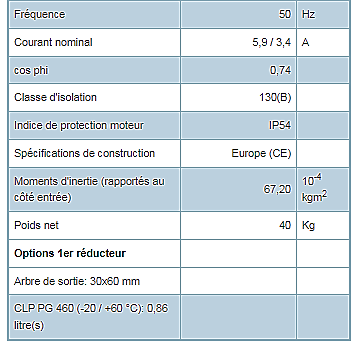 Fréquence 50 Hz
Courant nominal 5,9 / 3,4 A
cos phi 0,74
Classe d'isolation 130(B)
Indice de protection moteur IP54
Spécifications de construction Europe (CE)
Moments d'inertie (rapportés au
côté entrée) 67,20 10⁻⁴
kgm²
Poids net 40 Kg
Options 1er réducteur
Arbre de sortie: 30x60 mm
CLP PG 460 (-20 / +60 °C): 0,86
litre(s)